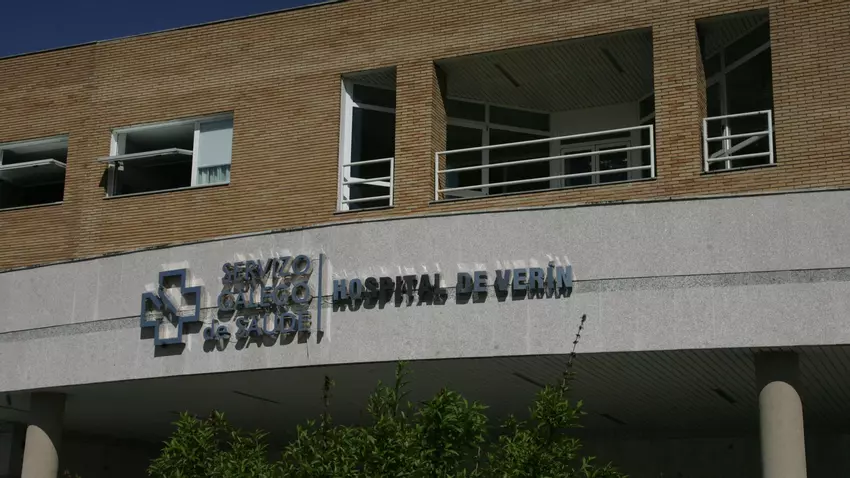 SERVIZO
GALEGO
de SAÚDE
HOSPITAL DE VERÍN